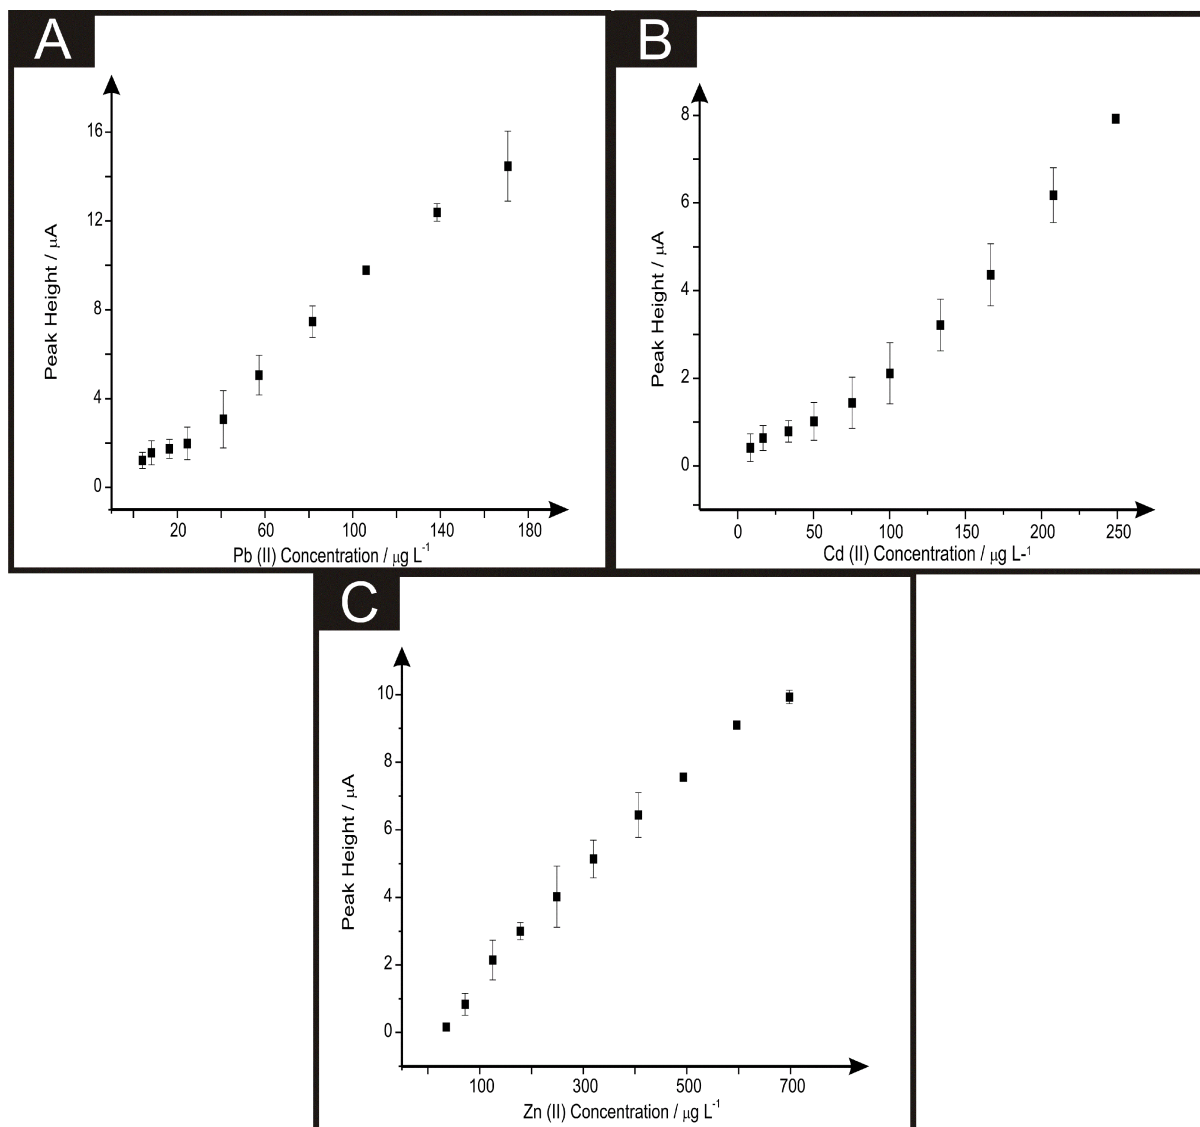 A
16
12
8
4
0
Peak Height / μA
20 60 100 140 180
Pb (II) Concentration / μg L⁻¹
B
8
6
4
2
0
Peak Height / μA
0 50 100 150 200 250
Cd (II) Concentration / μg L-¹
C
10
8
6
4
2
0
Peak Height / μA
100 300 500 700
Zn (II) Concentration / μg L⁻¹